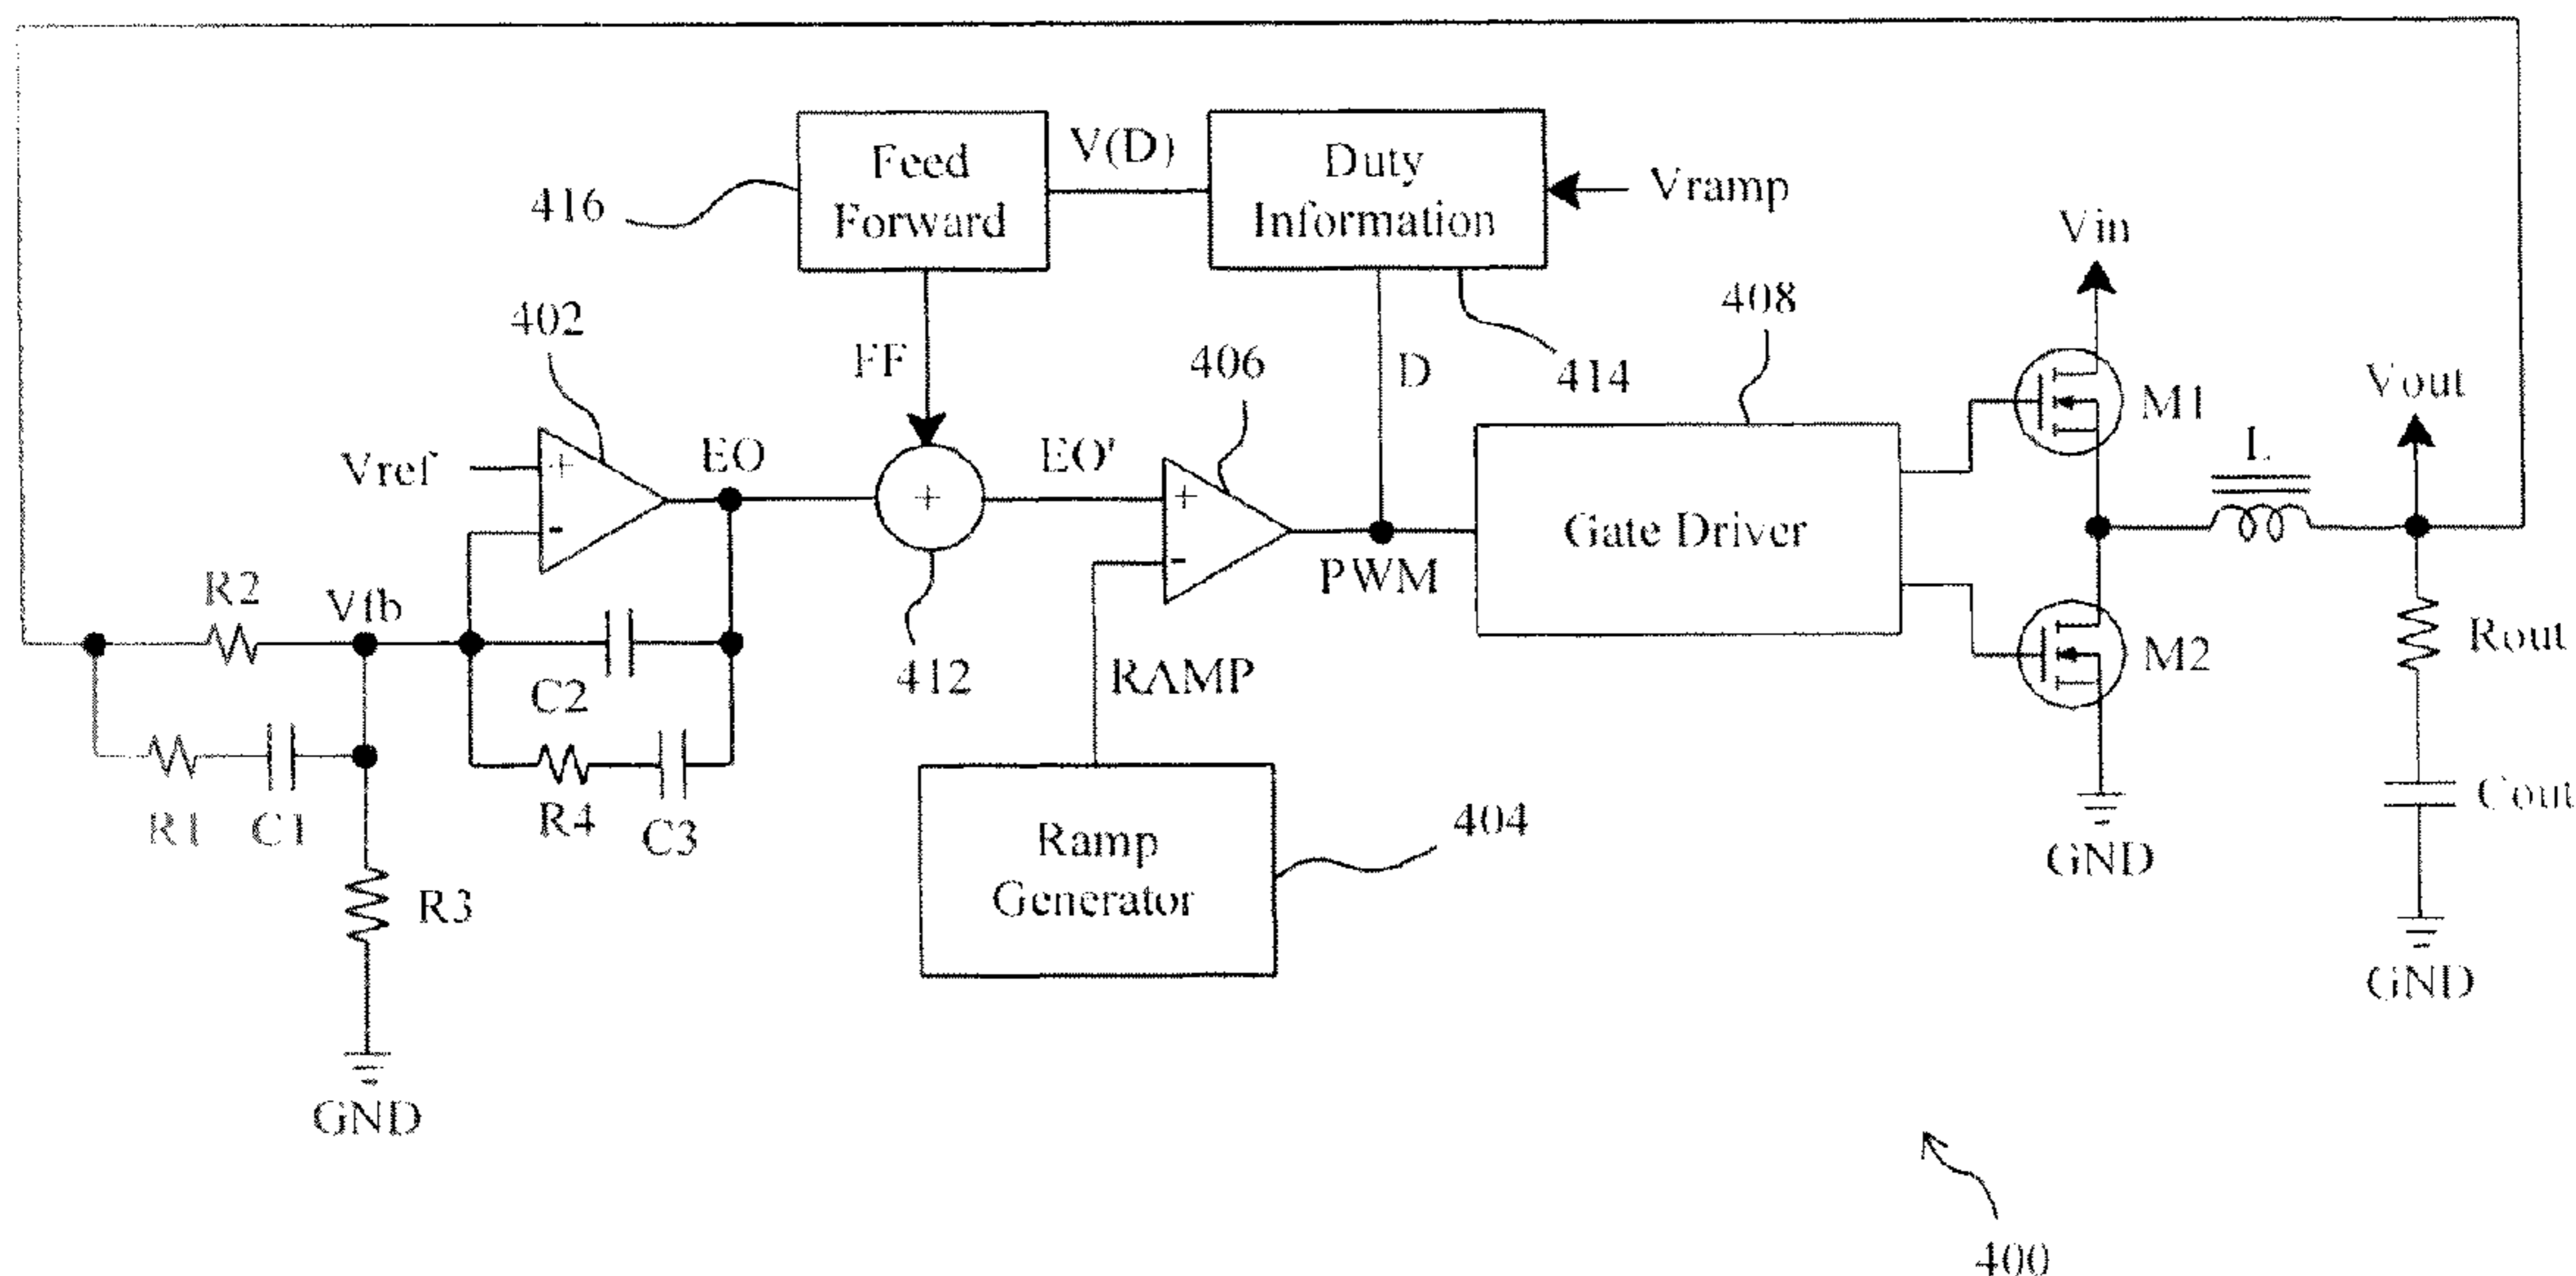 Feed
Forward
V(D)
Duty
Information
Vramp
416
Vin
402
FF
406
D
414
408
M1
Vout
Vref
+
-
EO
+
EO'
+
-
PWM
Gate Driver
L
R2
Vfb
412
RAMP
M2
Rout
C2
R1
C1
R4
C3
Ramp
Generator
404
GND
Cout
R3
GND
GND
400